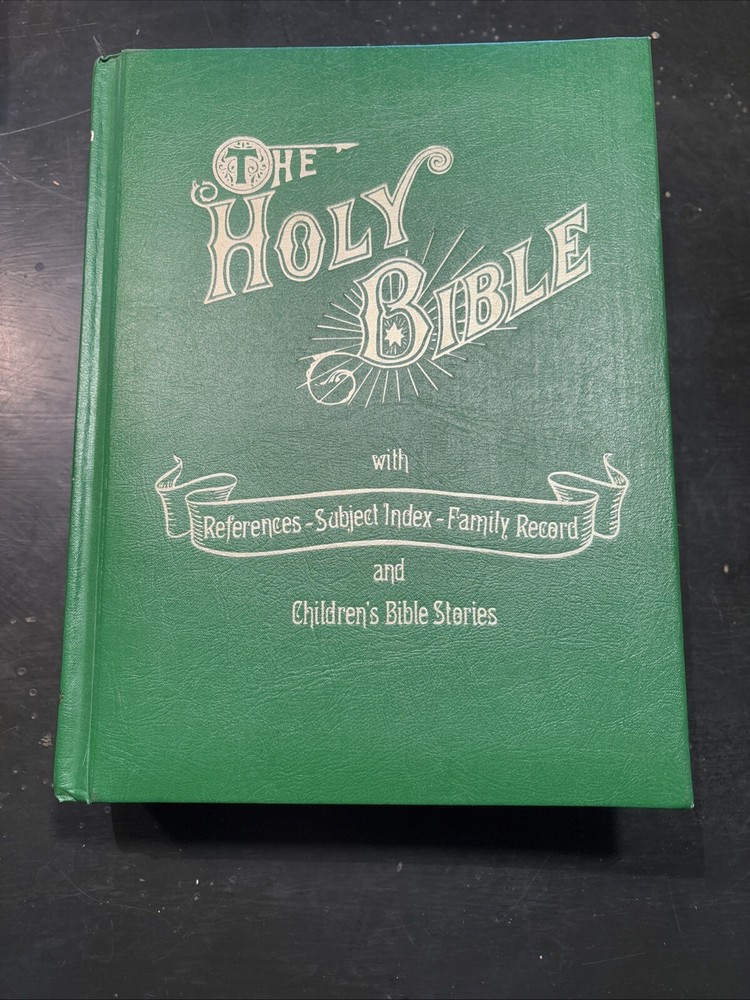 THE
HOLY
BIBLE
with
References - Subject Index - Family Record
and
Children's Bible Stories